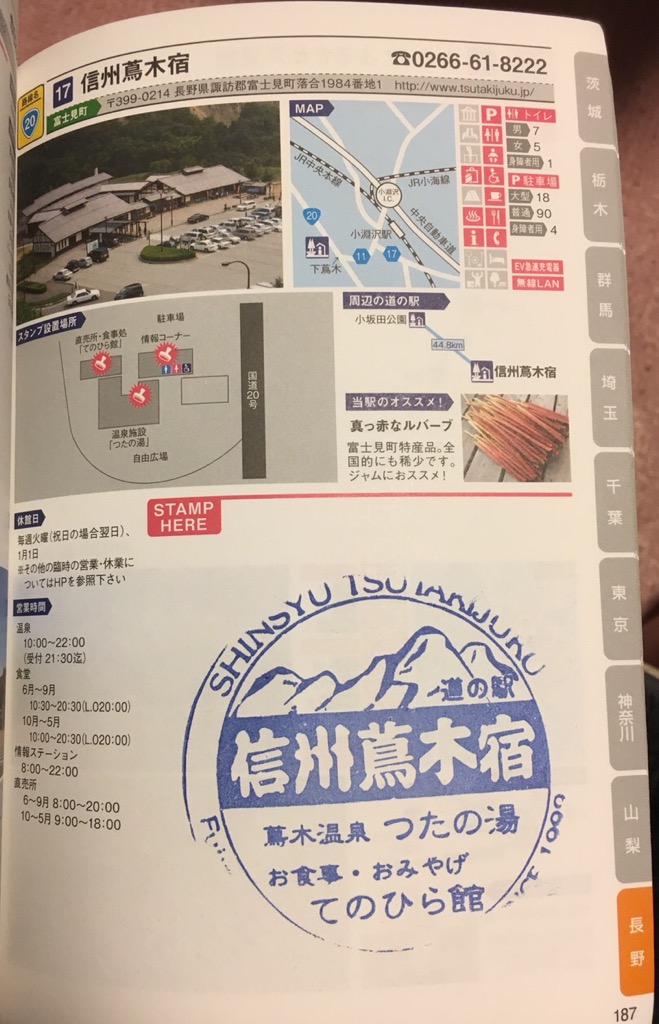 路線名
20
17 信州蔦木宿
☎0266-61-8222
富士見町
〒399-0214 長野県諏訪郡富士見町落合1984番地1 http://www.tsutakijuku.jp/
MAP
JR中央本線
JR小海線
小淵沢
I.C.
中央自動車道
20
小淵沢駅
11
17
下蔦木
トイレ
男 7
女 5
身障者用 1
P 駐車場
大型 18
普通 90
身障者用 4
EV急速充電器
無線LAN
スタンプ設置場所
直売所・食事処
「てのひら館」
駐車場
情報コーナー
温泉施設
「つたの湯」
自由広場
国道20号
周辺の道の駅
小坂田公園
44.8km
信州蔦木宿
当駅のオススメ!
真っ赤なルバーブ
富士見町特産品。全
国的にも稀少です。
ジャムにおススメ!
STAMP
HERE
休館日
毎週火曜(祝日の場合翌日)、
1月1日
※その他の臨時の営業・休業に
ついてはHPを参照下さい
営業時間
温泉
10:00〜22:00
(受付 21:30迄)
食堂
6月〜9月
10:30〜20:30(L.O20:00)
10月〜5月
10:00〜20:30(L.O20:00)
情報ステーション
8:00〜22:00
直売所
6〜9月 8:00〜20:00
10〜5月 9:00〜18:00
SHINSYU TSUTAKIJUKU
道の駅
信州蔦木宿
蔦木温泉 つたの湯
お食事・おみやげ
てのひら館
茨城
栃木
群馬
埼玉
千葉
東京
神奈川
山梨
長野
187